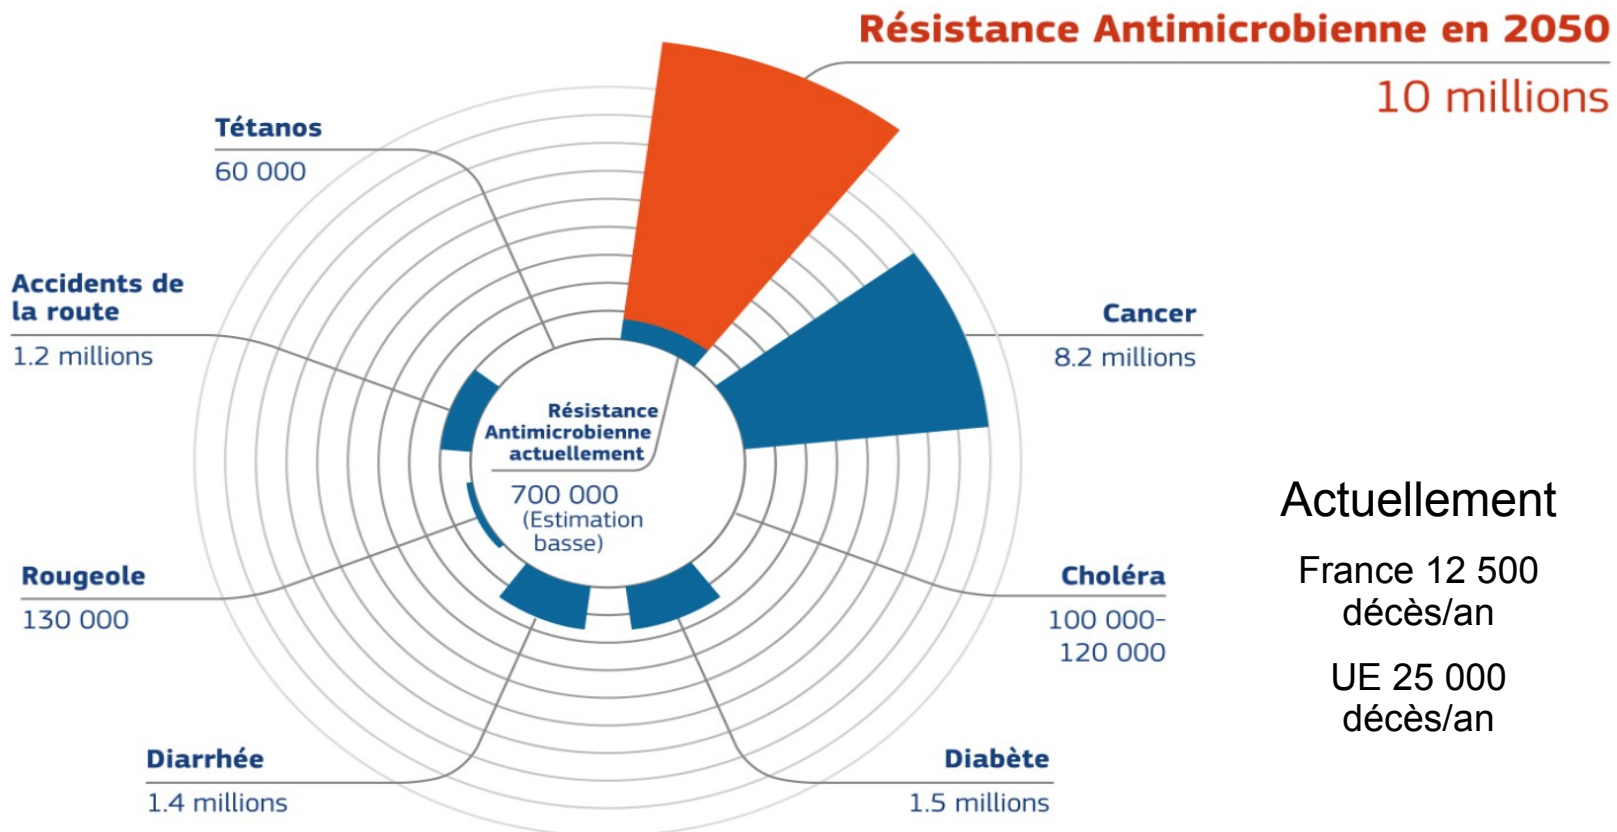 Résistance Antimicrobienne en 2050
10 millions
Tétanos
60 000
Accidents de
la route
1.2 millions
Cancer
8.2 millions
Résistance
Antimicrobienne
actuellement
700 000
(Estimation
basse)
Rougeole
130 000
Choléra
100 000-
120 000
Diarrhée
1.4 millions
Diabète
1.5 millions
Actuellement
France 12 500
décès/an
UE 25 000
décès/an